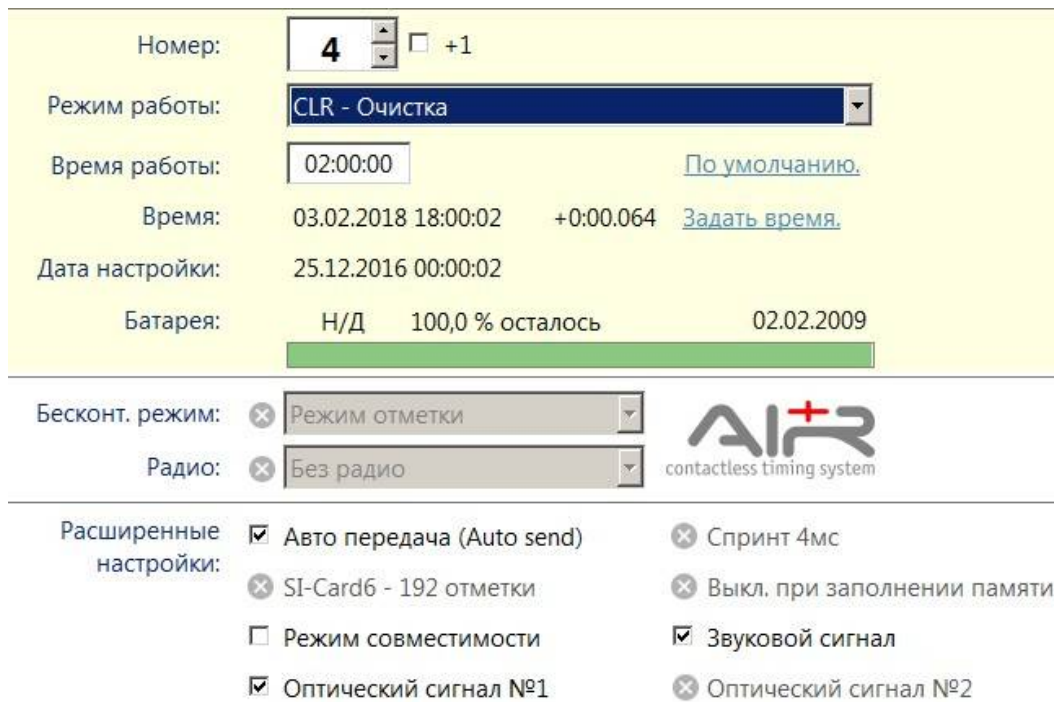 Номер: 4 +1
Режим работы: CLR - Очистка
Время работы: 02:00:00 По умолчанию.
Время: 03.02.2018 18:00:02 +0:00.064 Задать время.
Дата настройки: 25.12.2016 00:00:02
Батарея: Н/Д 100,0 % осталось 02.02.2009
Бесконт. режим: Режим отметки AIR+
contactless timing system
Радио: Без радио
Расширенные настройки:
Авто передача (Auto send) Спринт 4мс
SI-Card6 - 192 отметки Выкл. при заполнении памяти
Режим совместимости Звуковой сигнал
Оптический сигнал №1 Оптический сигнал №2